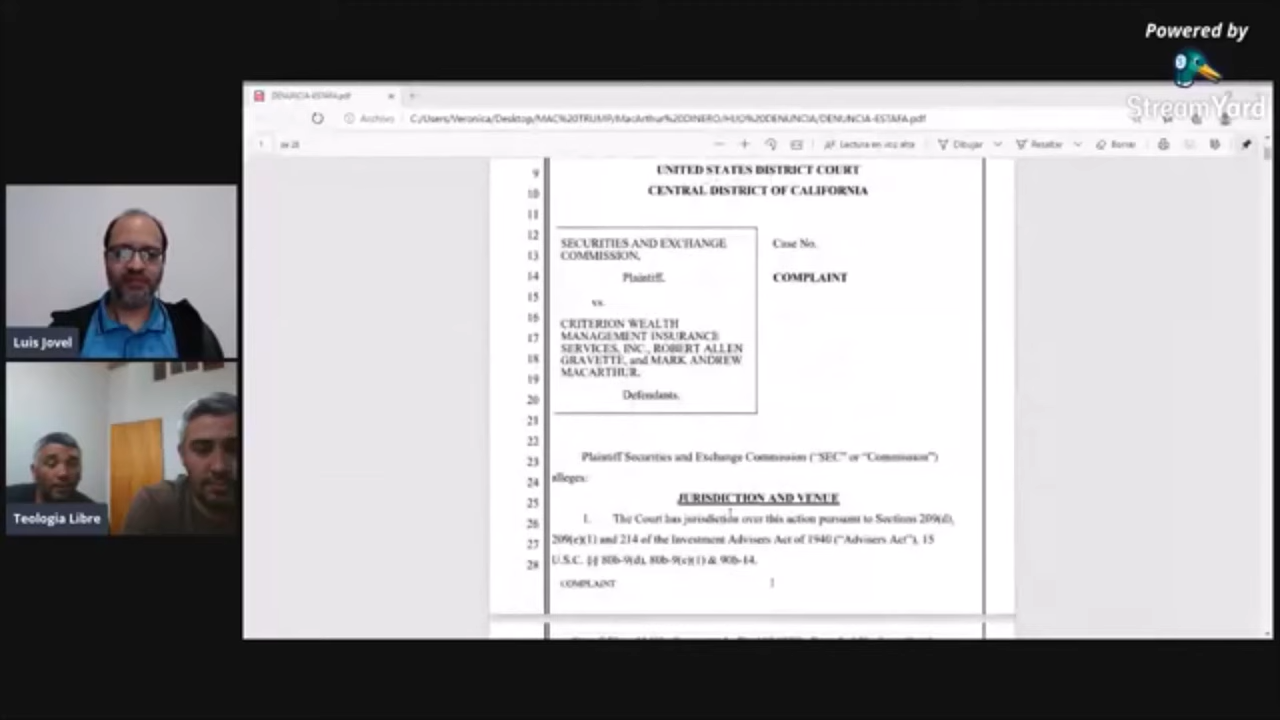 Powered by
StreamYard
DENUNCIA-ESTAFA.pdf
Archivo C:/Users/Veronica/Desktop/MAC%20TRUMP/MacArthur%20DINERO/HIJO%20DENUNCIA/DENUNCIA-ESTAFA.pdf
1 de 28 Lectura en voz alta Dibujar Resaltar Borrar
9 UNITED STATES DISTRICT COURT
10 CENTRAL DISTRICT OF CALIFORNIA
11
12 SECURITIES AND EXCHANGE Case No.
13 COMMISSION,
14 Plaintiff, COMPLAINT
15 vs.
16 CRITERION WEALTH
17 MANAGEMENT INSURANCE
SERVICES, INC., ROBERT ALLEN
18 GRAVETTE, and MARK ANDREW
19 MACARTHUR,
20 Defendants.
21
22
23 Plaintiff Securities and Exchange Commission ("SEC" or "Commission")
24 alleges:
25 JURISDICTION AND VENUE
26 1. The Court has jurisdiction over this action pursuant to Sections 209(d),
27 209(e)(1) and 214 of the Investment Advisers Act of 1940 ("Advisers Act"), 15
28 U.S.C. §§ 80b-9(d), 80b-9(e)(1) & 90b-14.
COMPLAINT 1
Luis Jovel
Teologia Libre